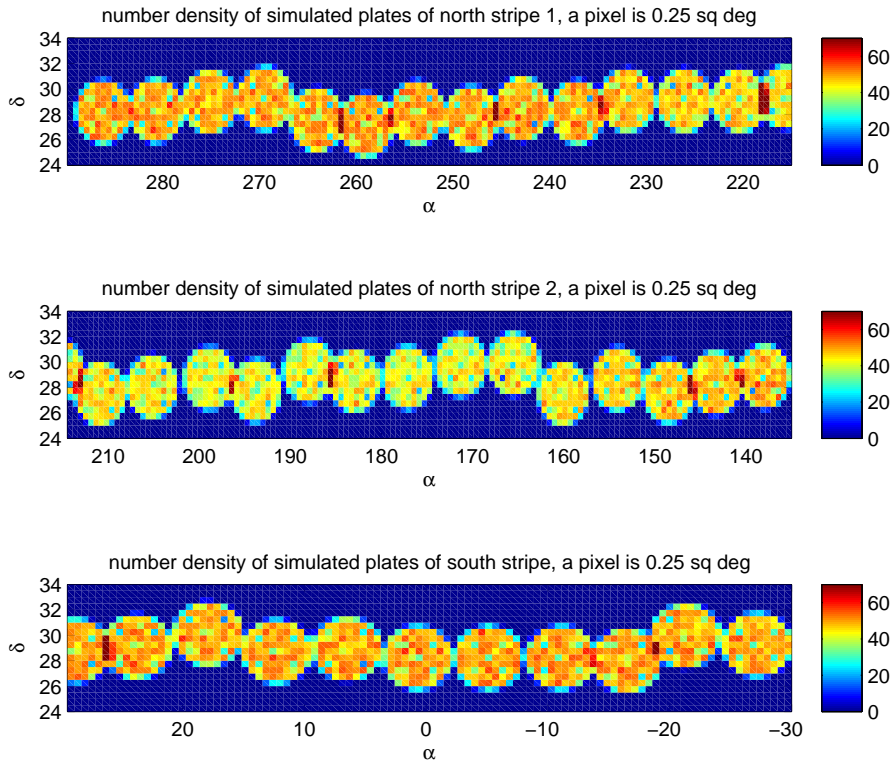 number density of simulated plates of north stripe 1, a pixel is 0.25 sq deg
34
32
30
28
26
24
δ
280 270 260 250 240 230 220
α
60
40
20
0
number density of simulated plates of north stripe 2, a pixel is 0.25 sq deg
34
32
30
28
26
24
δ
210 200 190 180 170 160 150 140
α
60
40
20
0
number density of simulated plates of south stripe, a pixel is 0.25 sq deg
34
32
30
28
26
24
δ
20 10 0 −10 −20 −30
α
60
40
20
0